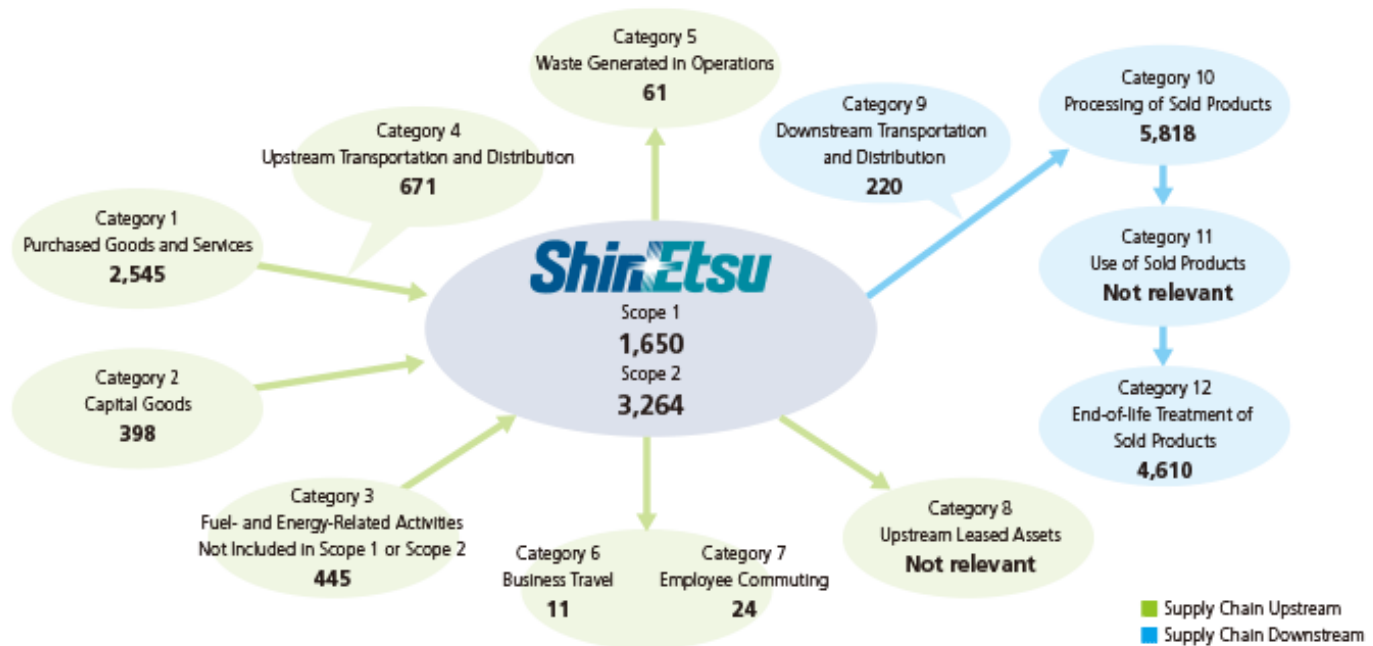 Category 5
Waste Generated in Operations
61
Category 4
Upstream Transportation and Distribution
671
Category 9
Downstream Transportation
and Distribution
220
Category 10
Processing of Sold Products
5,818
Category 1
Purchased Goods and Services
2,545
ShinEtsu
Scope 1
1,650
Scope 2
3,264
Category 11
Use of Sold Products
Not relevant
Category 2
Capital Goods
398
Category 12
End-of-life Treatment of
Sold Products
4,610
Category 3
Fuel- and Energy-Related Activities
Not Included in Scope 1 or Scope 2
445
Category 6
Business Travel
11
Category 7
Employee Commuting
24
Category 8
Upstream Leased Assets
Not relevant
Supply Chain Upstream
Supply Chain Downstream